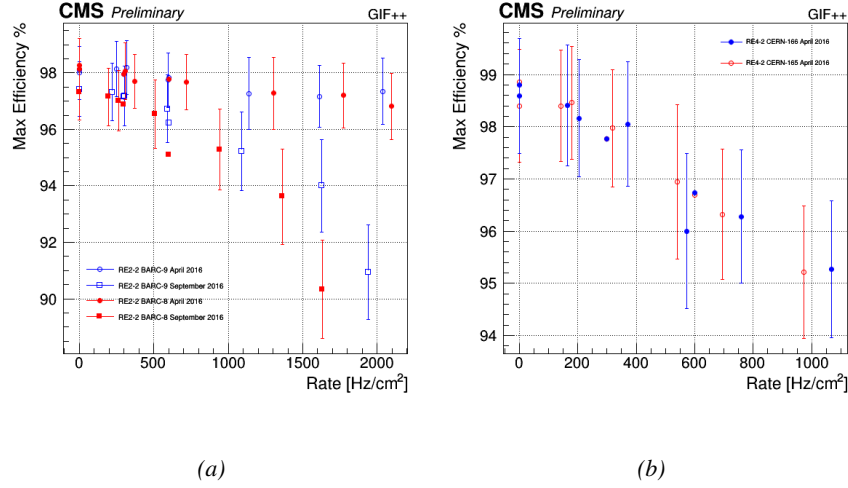 CMS Preliminary GIF++
Max Efficiency %
98
96
94
92
90
RE2-2 BARC-9 April 2016
RE2-2 BARC-9 September 2016
RE2-2 BARC-8 April 2016
RE2-2 BARC-8 September 2016
0 500 1000 1500 2000
Rate [Hz/cm²]
(a)
CMS Preliminary GIF++
Max Efficiency %
RE4-2 CERN-166 April 2016
RE4-2 CERN-165 April 2016
99
98
97
96
95
94
0 200 400 600 800 1000
Rate [Hz/cm²]
(b)